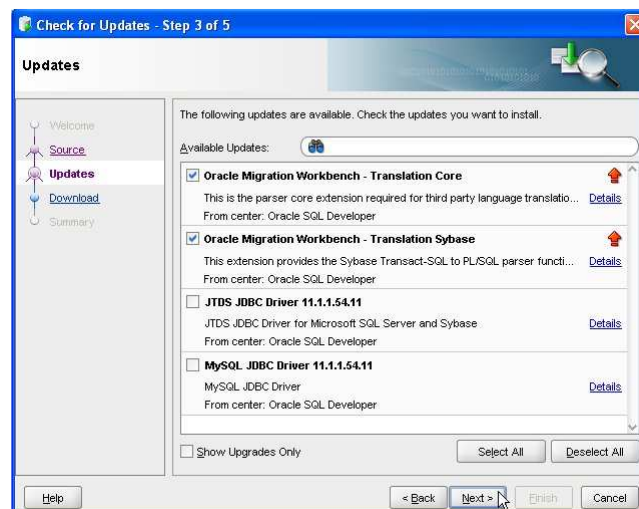 Check for Updates - Step 3 of 5
Updates
Welcome
Source
Updates
Download
Summary
The following updates are available. Check the updates you want to install.
Available Updates:
Oracle Migration Workbench - Translation Core
This is the parser core extension required for third party language translatio... Details
From center: Oracle SQL Developer
Oracle Migration Workbench - Translation Sybase
This extension provides the Sybase Transact-SQL to PL/SQL parser functi... Details
From center: Oracle SQL Developer
JTDS JDBC Driver 11.1.1.54.11
JTDS JDBC Driver for Microsoft SQL Server and Sybase Details
From center: Oracle SQL Developer
MySQL JDBC Driver 11.1.1.54.11
MySQL JDBC Driver Details
From center: Oracle SQL Developer
Show Upgrades Only Select All Deselect All
Help < Back Next > Finish Cancel